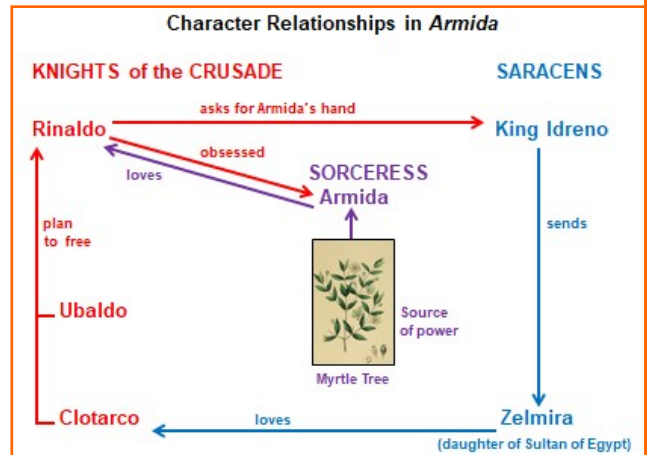 Character Relationships in Armida
KNIGHTS of the CRUSADE
SARACENS
asks for Armida's hand
Rinaldo
King Idreno
obsessed
loves
SORCERESS
Armida
plan
to free
sends
Ubaldo
Source
of power
Myrtle Tree
Clotarco
loves
Zelmira
(daughter of Sultan of Egypt)